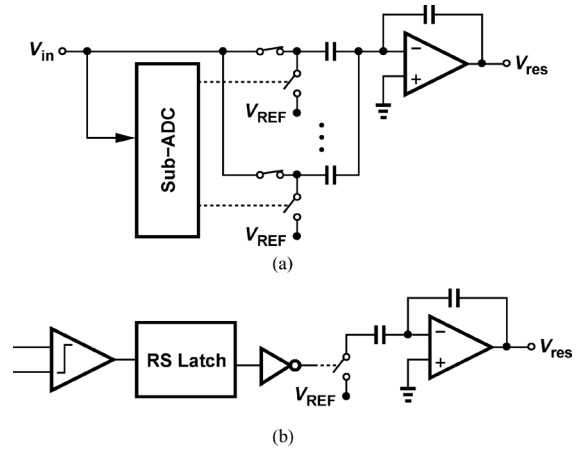 Vin
Vres
Sub-ADC
VREF
VREF
(a)
RS Latch
VREF
Vres
(b)